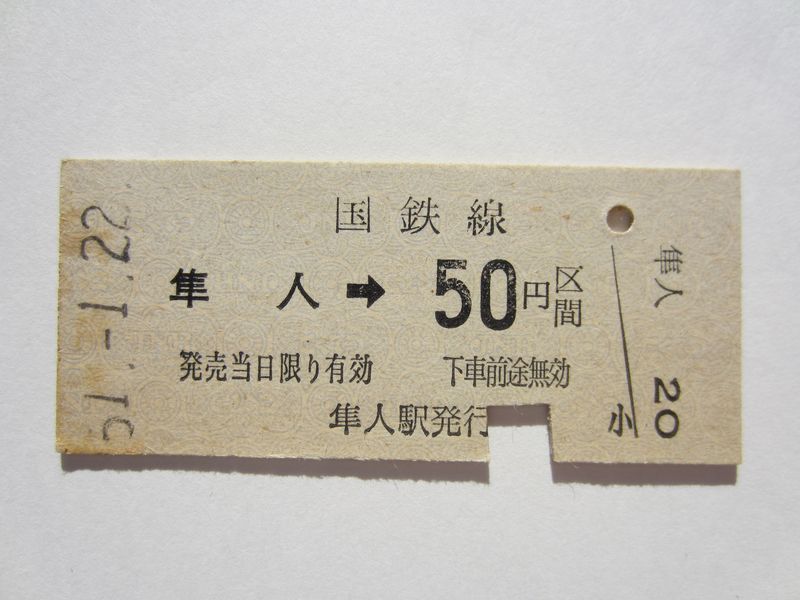 51.-1.22.
国鉄線
隼人➡50円区間
発売当日限り有効 下車前途無効
隼人駅発行
小
隼人
20